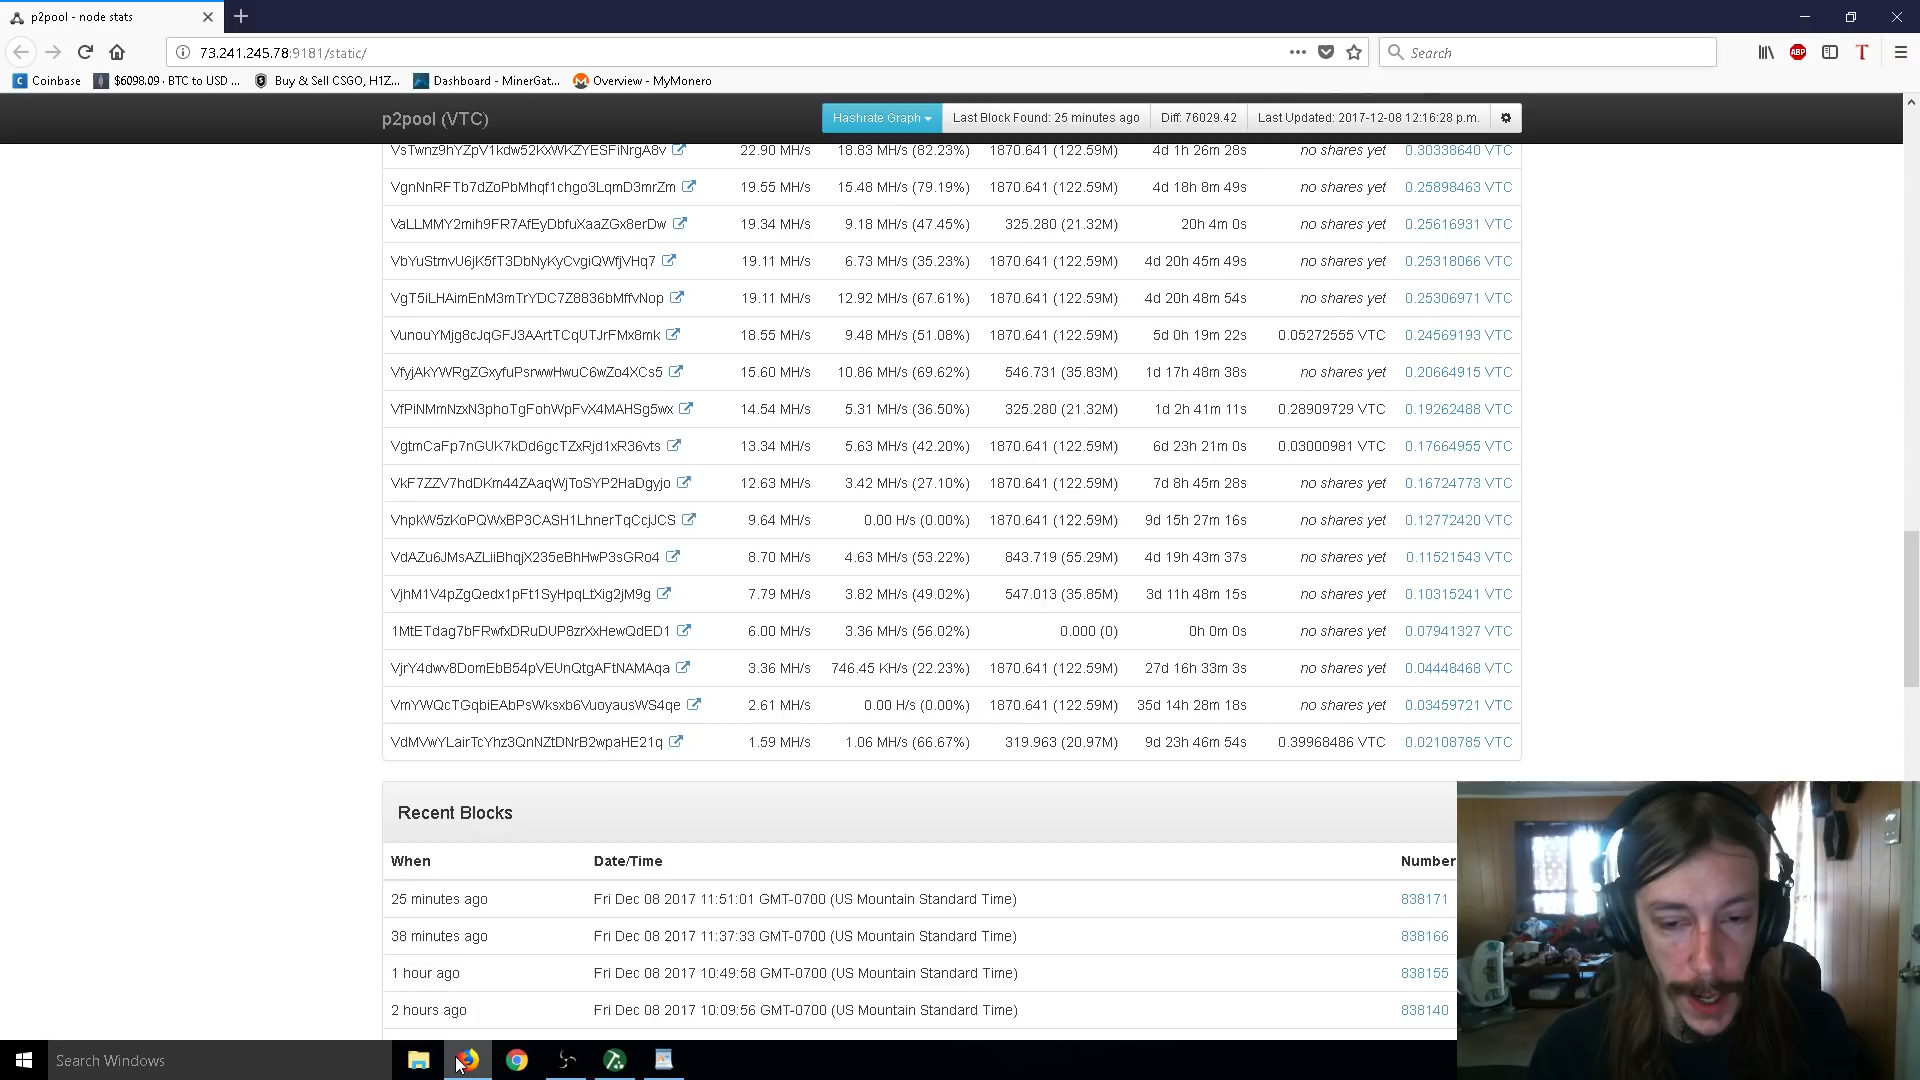 p2pool - node stats
73.241.245.78:9181/static/
Search
Coinbase
$6098.09 · BTC to USD ...
Buy & Sell CSGO, H1Z...
Dashboard - MinerGat...
Overview - MyMonero
p2pool (VTC)
Hashrate Graph
Last Block Found: 25 minutes ago
Diff: 76029.42
Last Updated: 2017-12-08 12:16:28 p.m.
VsTwnz9hYZpV1kdw52KxWKZYESFiNrgA8v 22.90 MH/s 18.83 MH/s (82.23%) 1870.641 (122.59M) 4d 1h 26m 28s no shares yet 0.30338640 VTC
VgnNnRFTb7dZoPbMhqf1chgo3LqmD3mrZm 19.55 MH/s 15.48 MH/s (79.19%) 1870.641 (122.59M) 4d 18h 8m 49s no shares yet 0.25898463 VTC
VaLLMMY2mih9FR7AfEyDbfuXaaZGx8erDw 19.34 MH/s 9.18 MH/s (47.45%) 325.280 (21.32M) 20h 4m 0s no shares yet 0.25616931 VTC
VbYuStmvU6jK5fT3DbNyKyCvgiQWfjVHq7 19.11 MH/s 6.73 MH/s (35.23%) 1870.641 (122.59M) 4d 20h 45m 49s no shares yet 0.25318066 VTC
VgT5iLHAimEnM3mTrYDC7Z8836bMffvNop 19.11 MH/s 12.92 MH/s (67.61%) 1870.641 (122.59M) 4d 20h 48m 54s no shares yet 0.25306971 VTC
VunouYMjg8cJqGFJ3AArtTCqUTJrFMx8mk 18.55 MH/s 9.48 MH/s (51.08%) 1870.641 (122.59M) 5d 0h 19m 22s 0.05272555 VTC 0.24569193 VTC
VfyjAkYWRgZGxyfuPsrwwHwuC6wZo4XCs5 15.60 MH/s 10.86 MH/s (69.62%) 546.731 (35.83M) 1d 17h 48m 38s no shares yet 0.20664915 VTC
VfPiNMmNzxN3phoTgFohWpFvX4MAHSg5wx 14.54 MH/s 5.31 MH/s (36.50%) 325.280 (21.32M) 1d 2h 41m 11s 0.28909729 VTC 0.19262488 VTC
VgtmCaFp7nGUK7kDd6gcTZxRjd1xR36vts 13.34 MH/s 5.63 MH/s (42.20%) 1870.641 (122.59M) 6d 23h 21m 0s 0.03000981 VTC 0.17664955 VTC
VkF7ZZV7hdDKm44ZAaqWjToSYP2HaDgyjo 12.63 MH/s 3.42 MH/s (27.10%) 1870.641 (122.59M) 7d 8h 45m 28s no shares yet 0.16724773 VTC
VhpkW5zKoPQWxBP3CASH1LhnerTqCcjJCS 9.64 MH/s 0.00 H/s (0.00%) 1870.641 (122.59M) 9d 15h 27m 16s no shares yet 0.12772420 VTC
VdAZu6JMsAZLiiBhqjX235eBhHwP3sGRo4 8.70 MH/s 4.63 MH/s (53.22%) 843.719 (55.29M) 4d 19h 43m 37s no shares yet 0.11521543 VTC
VjhM1V4pZgQedx1pFt1SyHpqLtXig2jM9g 7.79 MH/s 3.82 MH/s (49.02%) 547.013 (35.85M) 3d 11h 48m 15s no shares yet 0.10315241 VTC
1MtETdag7bFRwfxDRuDUP8zrXxHewQdED1 6.00 MH/s 3.36 MH/s (56.02%) 0.000 (0) 0h 0m 0s no shares yet 0.07941327 VTC
VjrY4dwv8DomEbB54pVEUnQtgAFtNAMAqa 3.36 MH/s 746.45 KH/s (22.23%) 1870.641 (122.59M) 27d 16h 33m 3s no shares yet 0.04448468 VTC
VmYWQcTGqbiEAbPsWksxb6VuoyausWS4qe 2.61 MH/s 0.00 H/s (0.00%) 1870.641 (122.59M) 35d 14h 28m 18s no shares yet 0.03459721 VTC
VdMVwYLairTcYhz3QnNZtDNrB2wpaHE21q 1.59 MH/s 1.06 MH/s (66.67%) 319.963 (20.97M) 9d 23h 46m 54s 0.39968486 VTC 0.02108785 VTC
Recent Blocks
When Date/Time Number
25 minutes ago Fri Dec 08 2017 11:51:01 GMT-0700 (US Mountain Standard Time) 838171
38 minutes ago Fri Dec 08 2017 11:37:33 GMT-0700 (US Mountain Standard Time) 838166
1 hour ago Fri Dec 08 2017 10:49:58 GMT-0700 (US Mountain Standard Time) 838155
2 hours ago Fri Dec 08 2017 10:09:56 GMT-0700 (US Mountain Standard Time) 838140
Search Windows